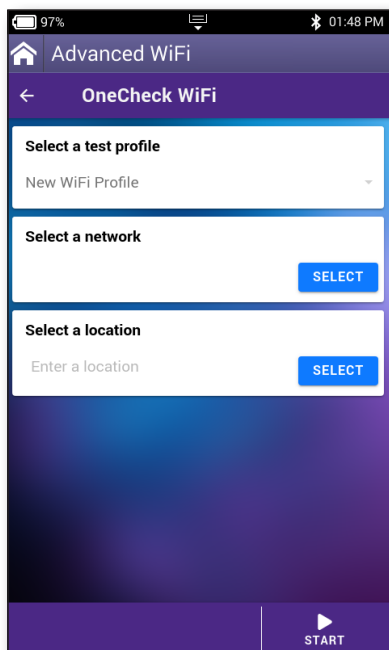 97%
01:48 PM
Advanced WiFi
OneCheck WiFi
Select a test profile
New WiFi Profile
Select a network
SELECT
Select a location
Enter a location
SELECT
START